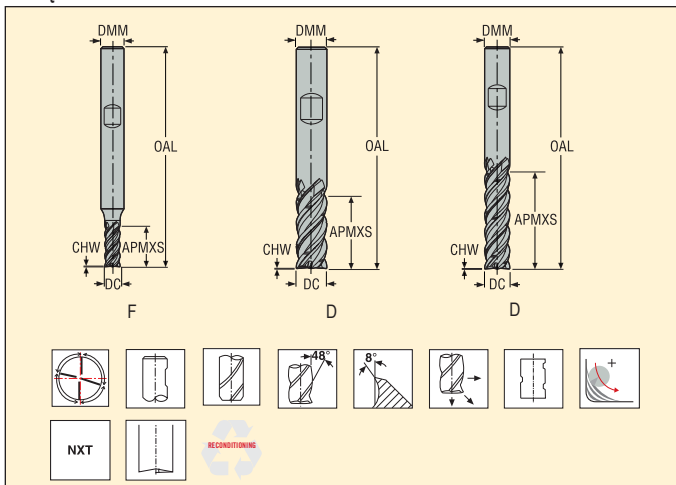 DMM DMM DMM
OAL OAL OAL
CHW APMXS CHW APMXS CHW APMXS
DC DC DC
F D D
48° 8° +
NXT RECONDITIONING